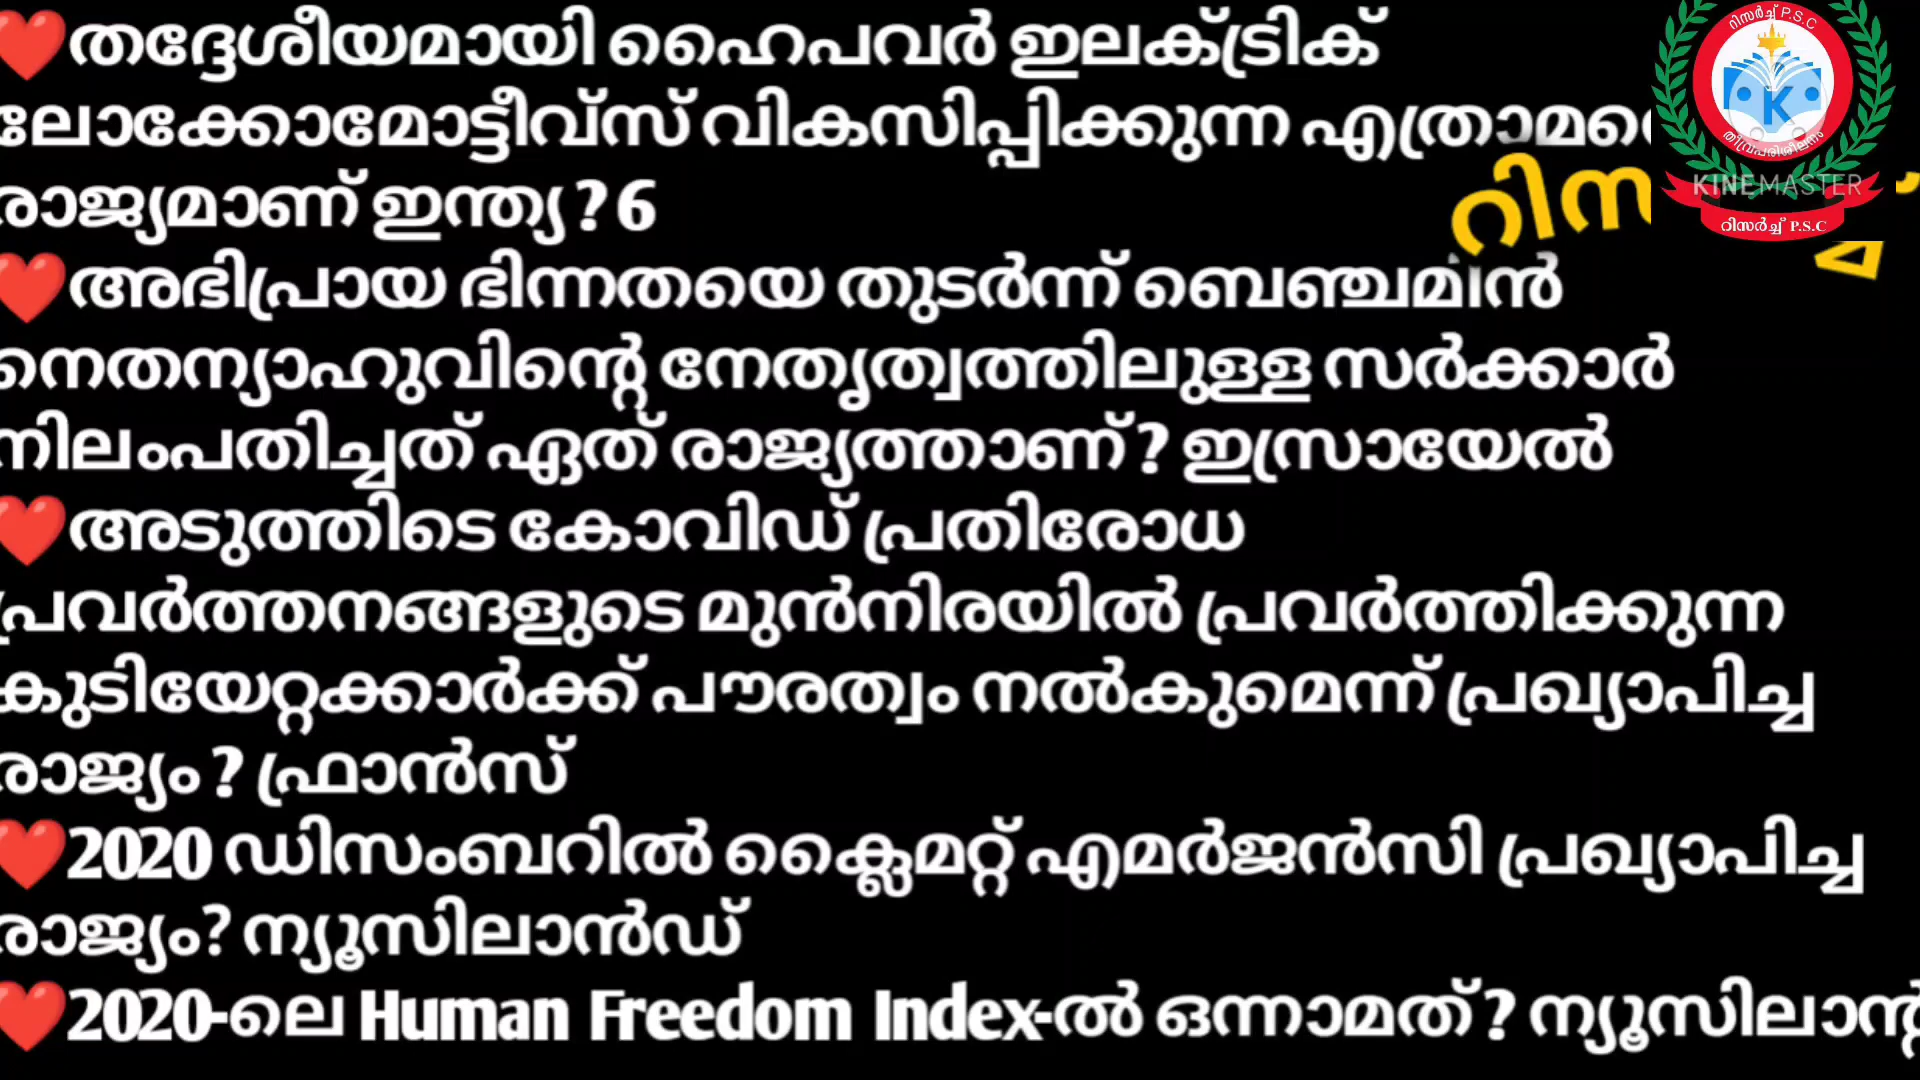 ❤️തദ്ദേശീയമായി ഹൈപവർ ഇലക്ട്രിക്
ലോക്കോമോട്ടീവ്സ് വികസിപ്പിക്കുന്ന
രാജ്യമാണ് ഇന്ത്യ ? 6
❤️അഭിപ്രായ ഭിന്നതയെ തുടർന്ന് ബെഞ്ചമിൻ
നെതന്യാഹുവിന്റെ നേതൃത്വത്തിലുള്ള സർക്കാർ
നിലംപതിച്ചത് ഏത് രാജ്യത്താണ് ? ഇസ്രായേൽ
❤️അടുത്തിടെ കോവിഡ് പ്രതിരോധ
പ്രവർത്തനങ്ങളുടെ മുൻനിരയിൽ പ്രവർത്തിക്കുന്ന
കുടിയേറ്റക്കാർക്ക് പൗരത്വം നൽകുമെന്ന് പ്രഖ്യാപിച്ച
രാജ്യം ? ഫ്രാൻസ്
❤️2020 ഡിസംബറിൽ ക്ലൈമറ്റ് എമർജൻസി പ്രഖ്യാപിച്ച
രാജ്യം? ന്യൂസിലാൻഡ്
❤️2020-ലെ Human Freedom Index-ൽ ഒന്നാമത് ? ന്യൂസിലാന്റ്
റിസർച്ച് P.S.C
K
തീവ്രപരിശീലനം
KINEMASTER
റിസർച്ച് P.S.C